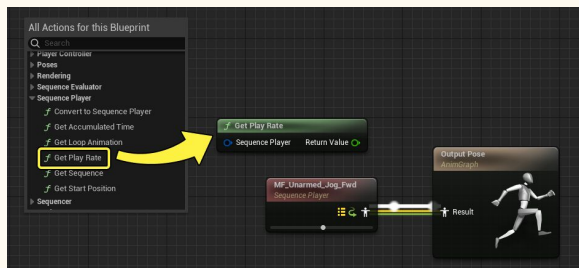 All Actions for this Blueprint
Search
Player Controller
Poses
Rendering
Sequence Evaluator
Sequence Player
f Convert to Sequence Player
f Get Accumulated Time
f Get Loop Animation
f Get Play Rate
f Get Sequence
f Get Start Position
Sequencer
f Get Play Rate
Sequence Player Return Value
Output Pose
AnimGraph
Result
MF_Unarmed_Jog_Fwd
Sequence Player